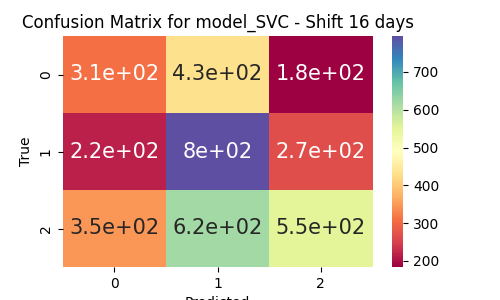 Confusion Matrix for model_SVC - Shift 16 days
0 3.1e+02 4.3e+02 1.8e+02
1 2.2e+02 8e+02 2.7e+02
2 3.5e+02 6.2e+02 5.5e+02
True
0 1 2
Predicted
700
600
500
400
300
200